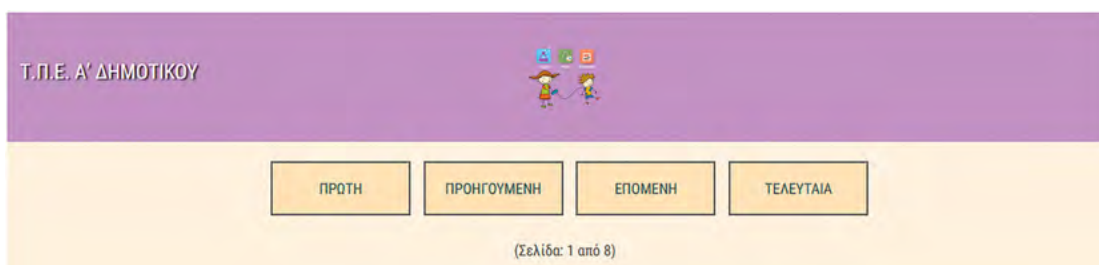 Τ.Π.Ε. Α' ΔΗΜΟΤΙΚΟΥ
ΠΡΩΤΗ
ΠΡΟΗΓΟΥΜΕΝΗ
ΕΠΟΜΕΝΗ
ΤΕΛΕΥΤΑΙΑ
(Σελίδα: 1 από 8)